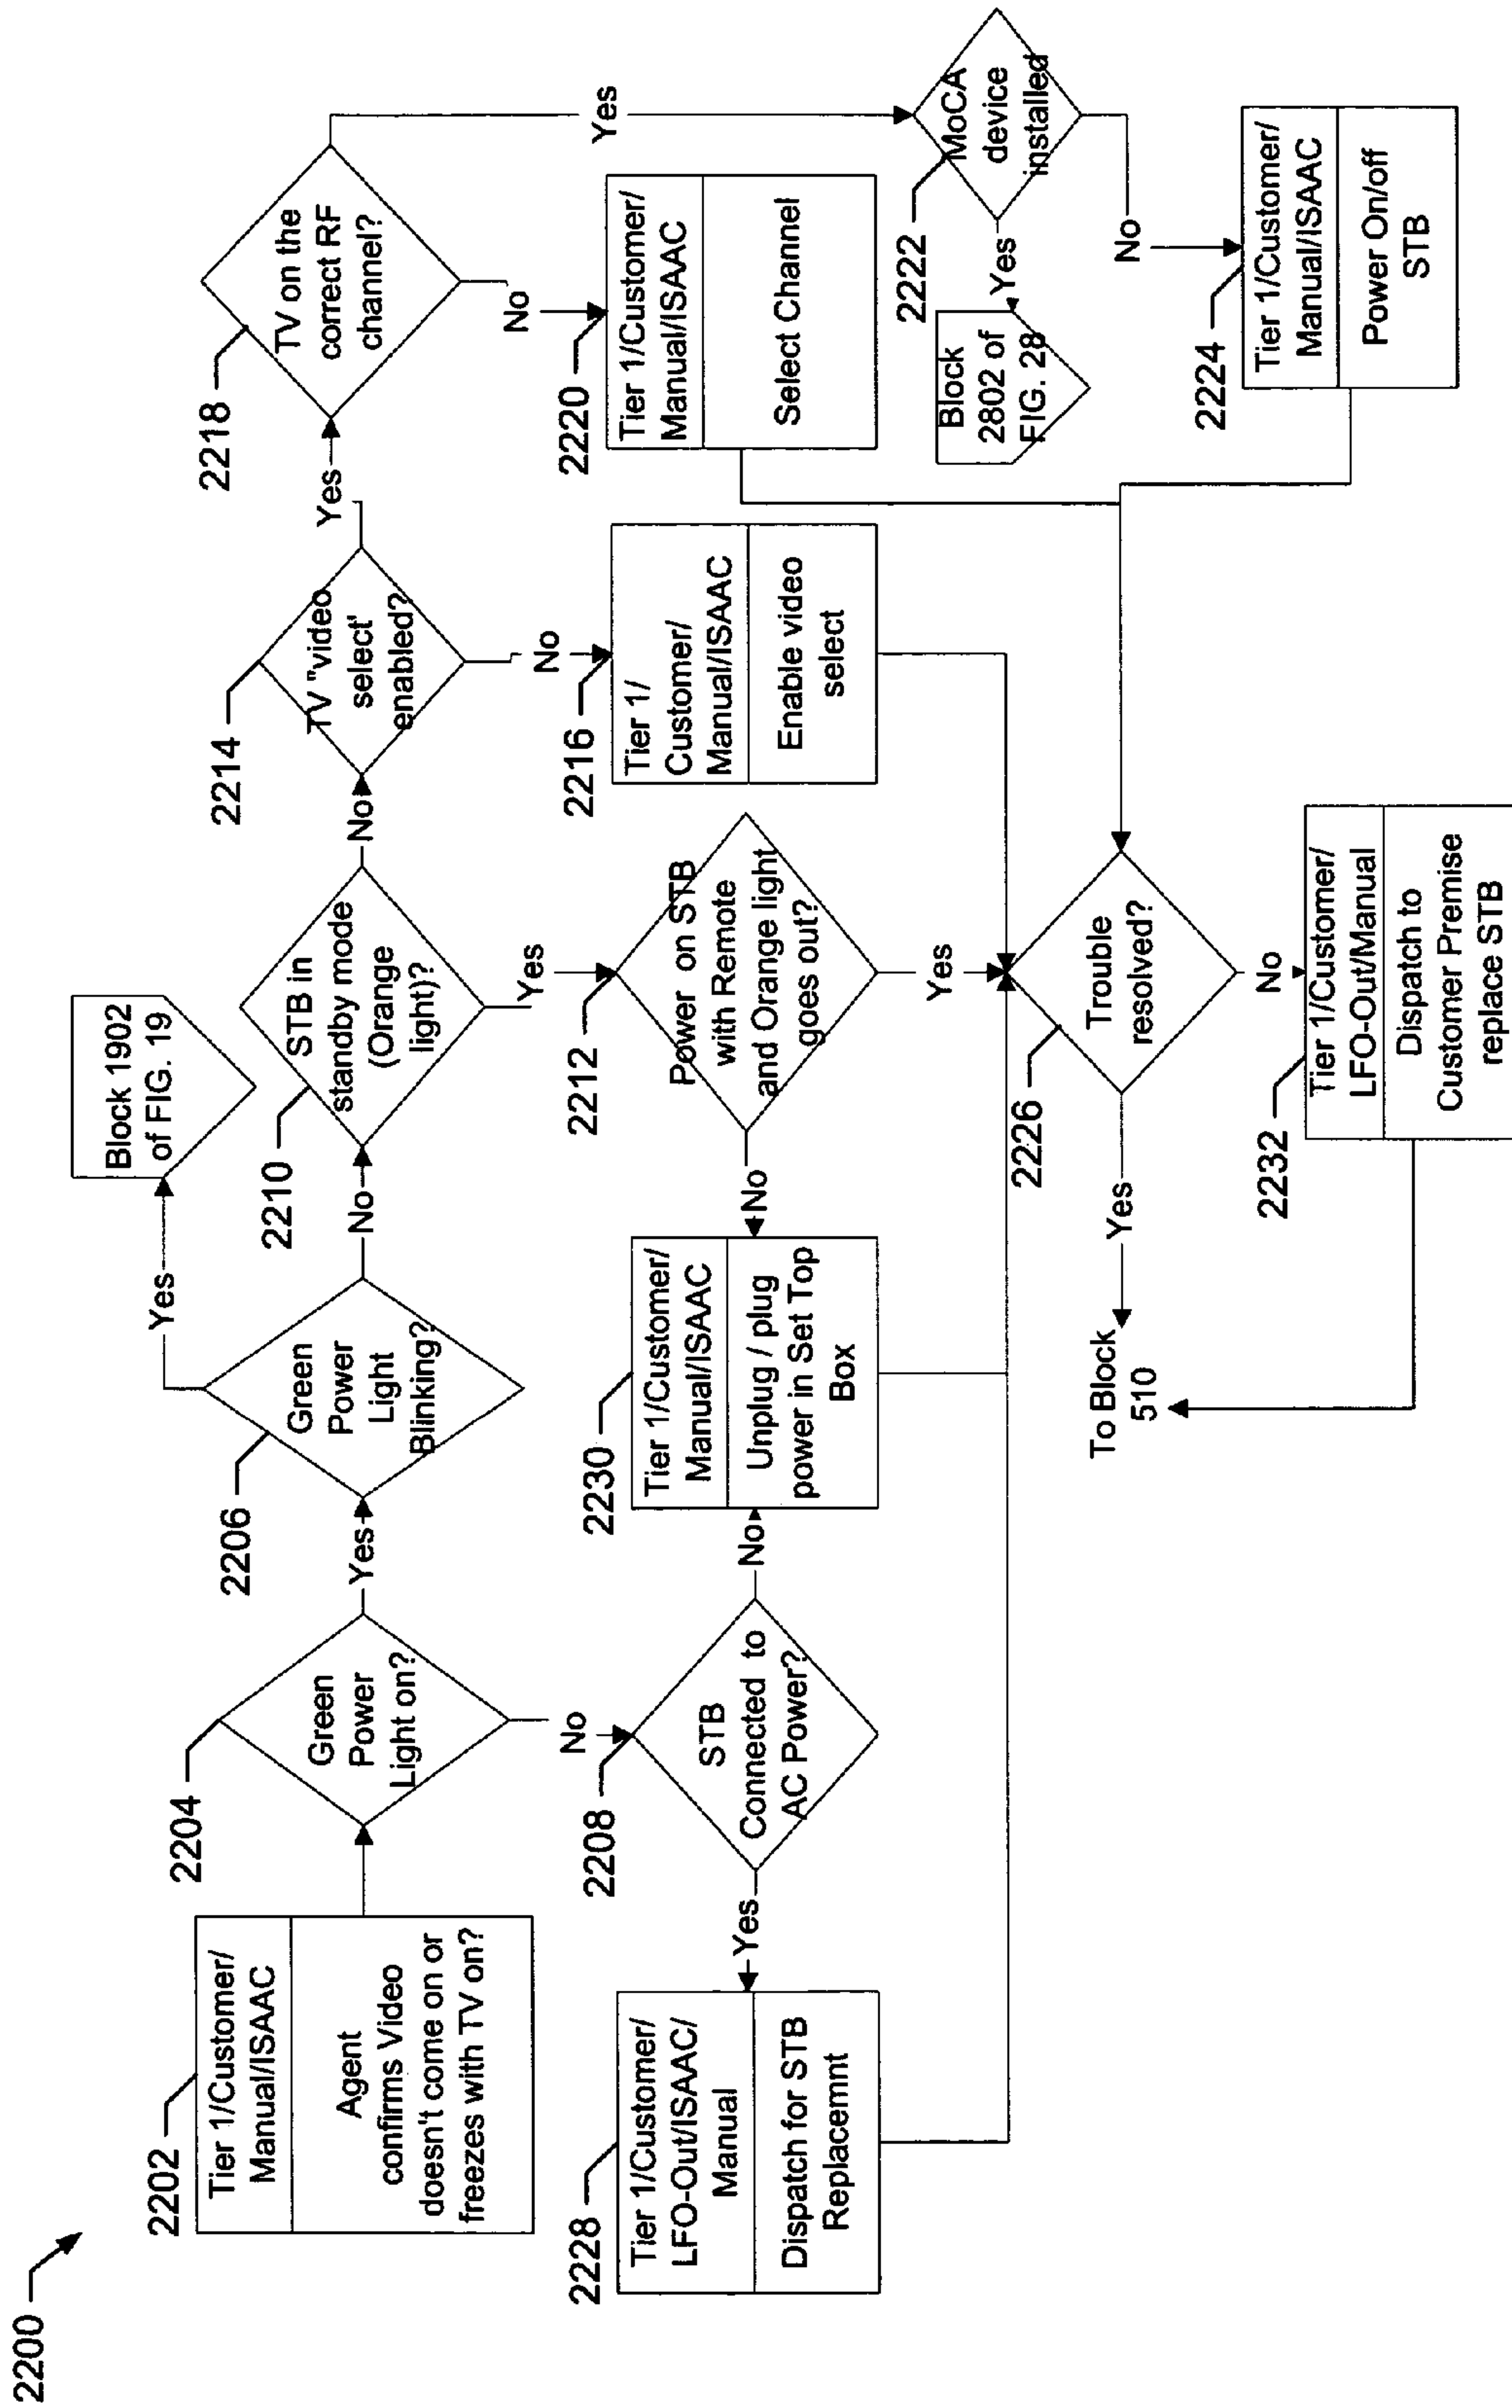 2200
2202
Tier 1/Customer/
Manual/ISAAC
Agent
confirms Video
doesn't come on or
freezes with TV on?
2204
Green
Power
Light on?
Yes
No
2206
Green
Power
Light
Blinking?
Yes
Block 1902
of FIG. 19
No
2208
STB
Connected to
AC Power?
Yes
No
2228
Tier 1/Customer/
LFO-Out/ISAAC/
Manual
Dispatch for STB
Replacemnt
2230
Tier 1/Customer/
Manual/ISAAC
Unplug / plug
power in Set Top
Box
2210
STB in
standby mode
(Orange
light)?
No
Yes
2212
Power on STB
with Remote
and Orange light
goes out?
No
Yes
2214
TV "video
select'
enabled?
Yes
No
2216
Tier 1/
Customer/
Manual/ISAAC
Enable video
select
2218
TV on the
correct RF
channel?
Yes
No
2220
Tier 1/Customer/
Manual/ISAAC
Select Channel
2222
MoCA
device
installed
Yes
Block
2802 of
FIG. 28
No
2224
Tier 1/Customer/
Manual/ISAAC
Power On/off
STB
2226
Trouble
resolved?
Yes
To Block
510
No
2232
Tier 1/Customer/
LFO-Out/Manual
Dispatch to
Customer Premise
replace STB